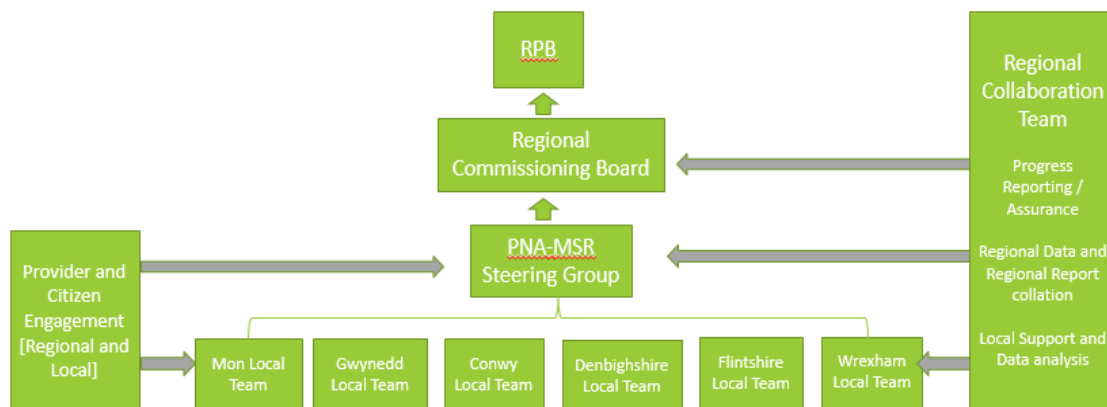 RPB
Regional
Commissioning Board
PNA-MSR
Steering Group
Provider and
Citizen
Engagement
[Regional and
Local]
Mon Local
Team
Gwynedd
Local Team
Conwy
Local Team
Denbighshire
Local Team
Flintshire
Local Team
Wrexham
Local Team
Regional
Collaboration
Team
Progress
Reporting /
Assurance
Regional Data and
Regional Report
collation
Local Support and
Data analysis